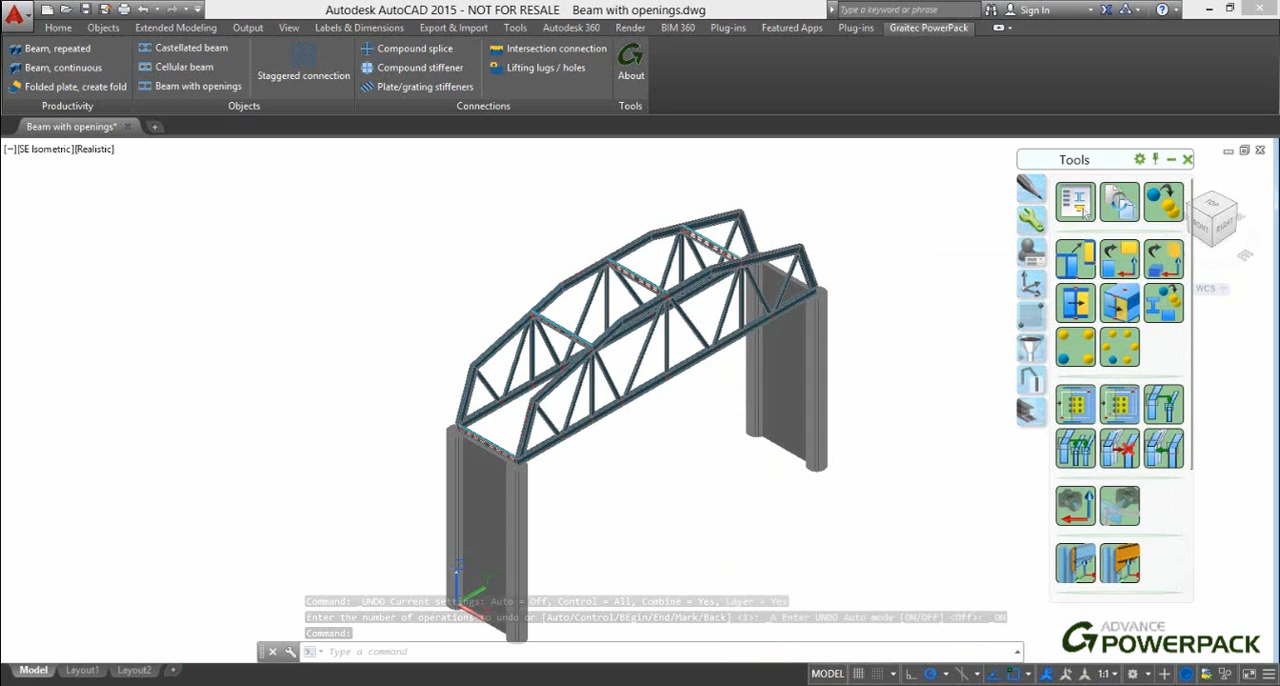 Autodesk AutoCAD 2015 - NOT FOR RESALE Beam with openings.dwg
Type a keyword or phrase
Sign In
Home Objects Extended Modeling Output View Labels & Dimensions Export & Import Tools Autodesk 360 Render BIM 360 Plug-ins Featured Apps Plug-ins Graitec PowerPack
Beam, repeated
Beam, continuous
Folded plate, create fold
Productivity
Castellated beam
Cellular beam
Beam with openings
Staggered connection
Objects
Compound splice
Compound stiffener
Plate/grating stiffeners
Intersection connection
Lifting lugs / holes
Connections
About
Tools
Beam with openings*
[−][SE Isometric][Realistic]
Tools
TOP
FRONT
RIGHT
WCS
Command: _UNDO Current settings: Auto = Off, Control = All, Combine = Yes, Layer = Yes
Enter the number of operations to undo or [Auto/Control/BEgin/End/Mark/Back] <1>: _A Enter UNDO Auto mode [ON/OFF] <Off>: _ON
Command:
Type a command
ADVANCE
POWERPACK
Model Layout1 Layout2 +
MODEL
1:1